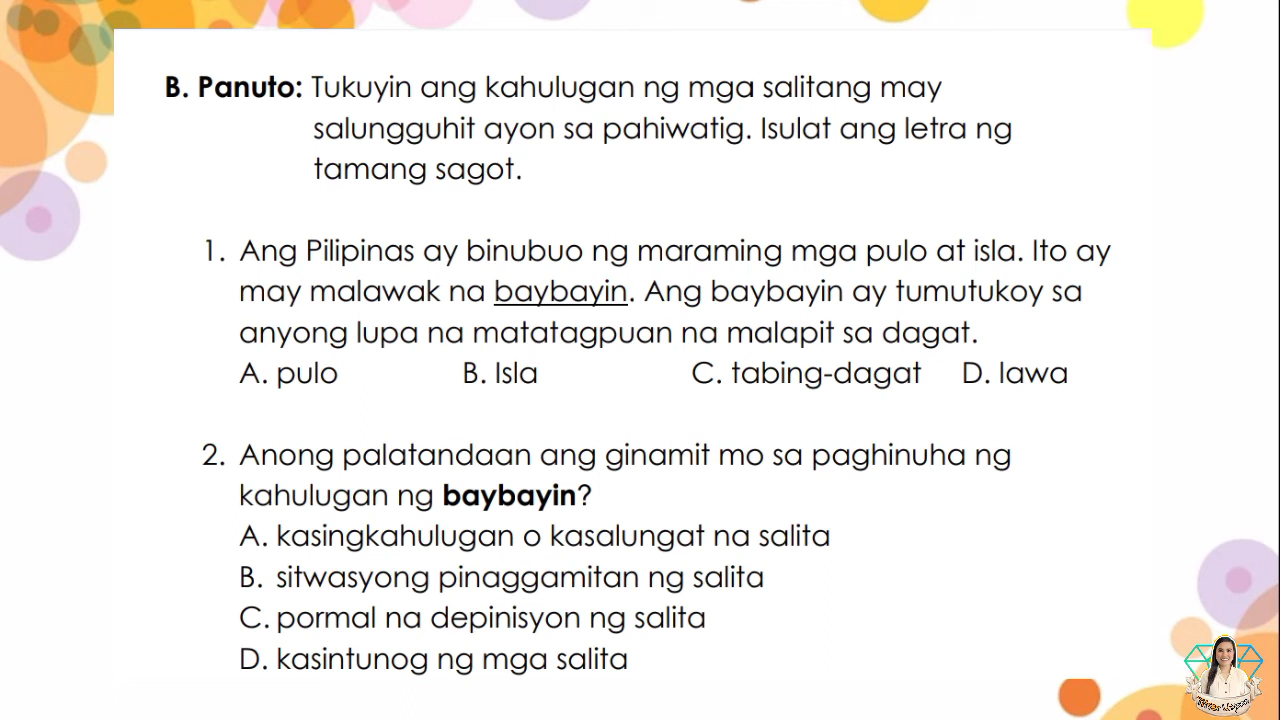 B. Panuto: Tukuyin ang kahulugan ng mga salitang may
salungguhit ayon sa pahiwatig. Isulat ang letra ng
tamang sagot.
1. Ang Pilipinas ay binubuo ng maraming mga pulo at isla. Ito ay
may malawak na baybayin. Ang baybayin ay tumutukoy sa
anyong lupa na matatagpuan na malapit sa dagat.
A. pulo B. Isla C. tabing-dagat D. lawa
2. Anong palatandaan ang ginamit mo sa paghinuha ng
kahulugan ng baybayin?
A. kasingkahulugan o kasalungat na salita
B. sitwasyong pinaggamitan ng salita
C. pormal na depinisyon ng salita
D. kasintunog ng mga salita